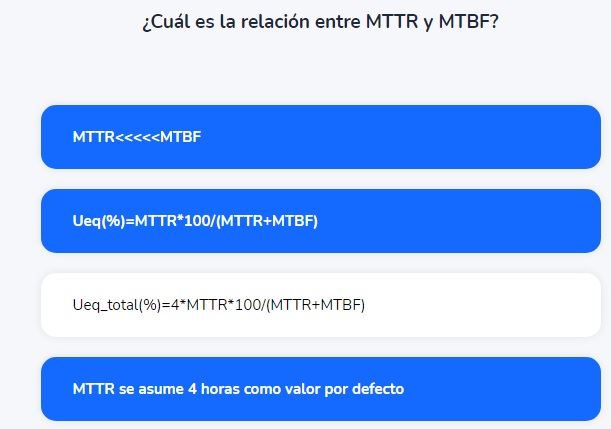 ¿Cuál es la relación entre MTTR y MTBF?
MTTR<<<<<MTBF
Ueq(%)=MTTR*100/(MTTR+MTBF)
Ueq_total(%)=4*MTTR*100/(MTTR+MTBF)
MTTR se asume 4 horas como valor por defecto